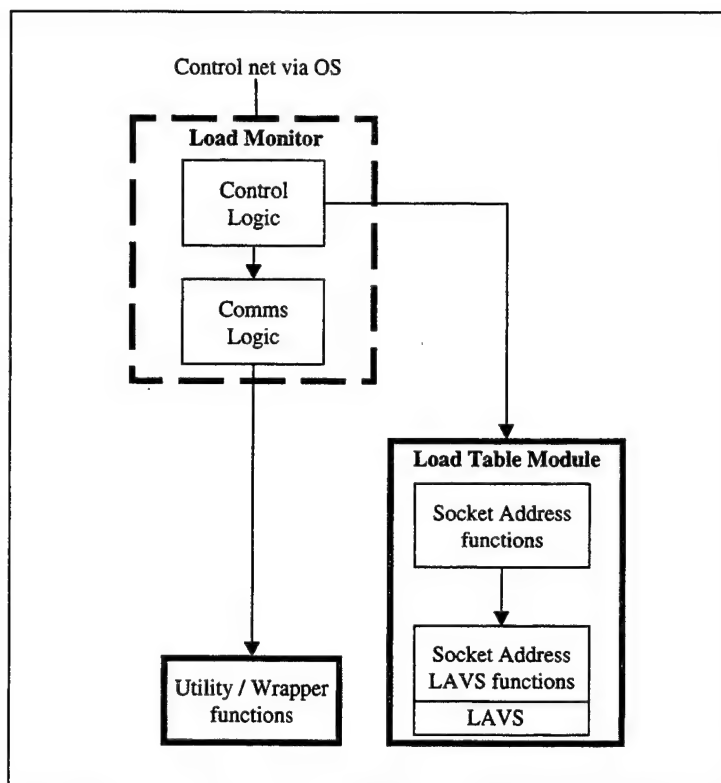 Control net via OS
Load Monitor
Control
Logic
Comms
Logic
Load Table Module
Socket Address
functions
Socket Address
LAVS functions
LAVS
Utility / Wrapper
functions